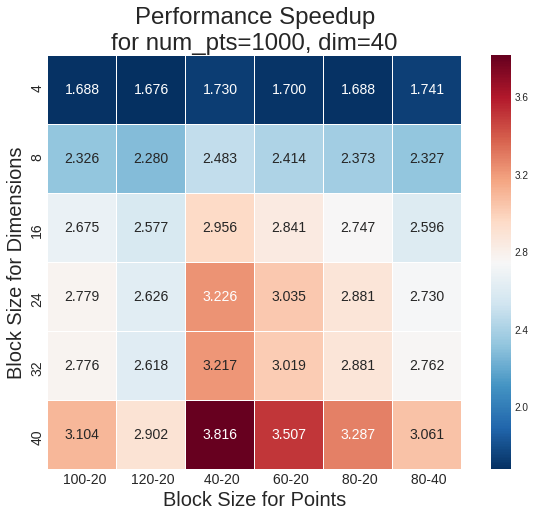 Performance Speedup
for num_pts=1000, dim=40
Block Size for Dimensions
4 1.688 1.676 1.730 1.700 1.688 1.741
8 2.326 2.280 2.483 2.414 2.373 2.327
16 2.675 2.577 2.956 2.841 2.747 2.596
24 2.779 2.626 3.226 3.035 2.881 2.730
32 2.776 2.618 3.217 3.019 2.881 2.762
40 3.104 2.902 3.816 3.507 3.287 3.061
100-20 120-20 40-20 60-20 80-20 80-40
Block Size for Points
3.6
3.2
2.8
2.4
2.0